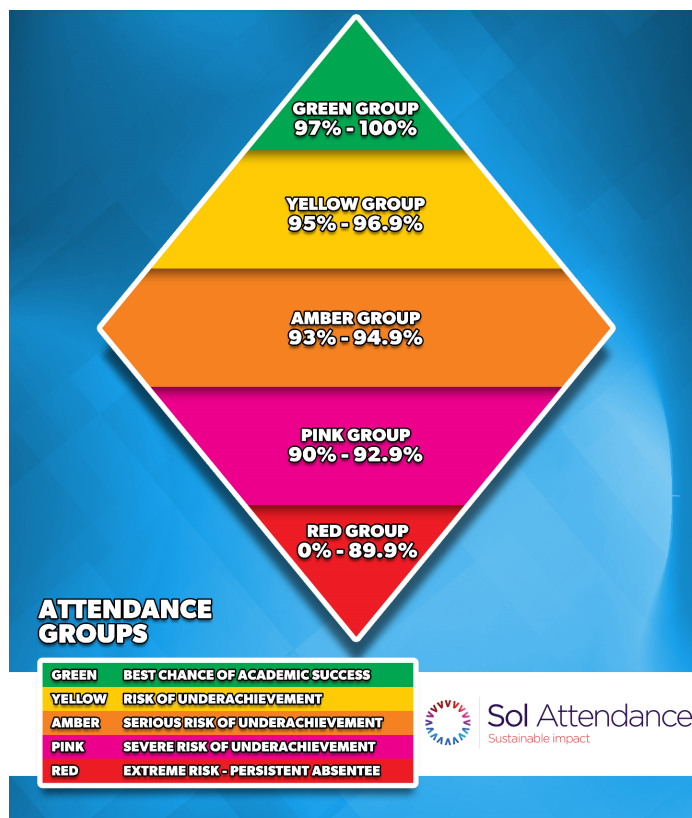 GREEN GROUP
97% - 100%
YELLOW GROUP
95% - 96.9%
AMBER GROUP
93% - 94.9%
PINK GROUP
90% - 92.9%
RED GROUP
0% - 89.9%
ATTENDANCE
GROUPS
GREEN BEST CHANCE OF ACADEMIC SUCCESS
YELLOW RISK OF UNDERACHIEVEMENT
AMBER SERIOUS RISK OF UNDERACHIEVEMENT
PINK SEVERE RISK OF UNDERACHIEVEMENT
RED EXTREME RISK - PERSISTENT ABSENTEE
Sol Attendance
Sustainable impact